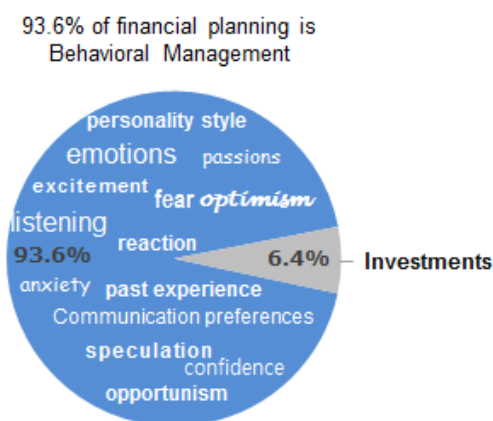 93.6% of financial planning is
Behavioral Management
personality style
emotions passions
excitement
fear optimism
listening
reaction
93.6% 6.4% Investments
anxiety past experience
Communication preferences
speculation
confidence
opportunism